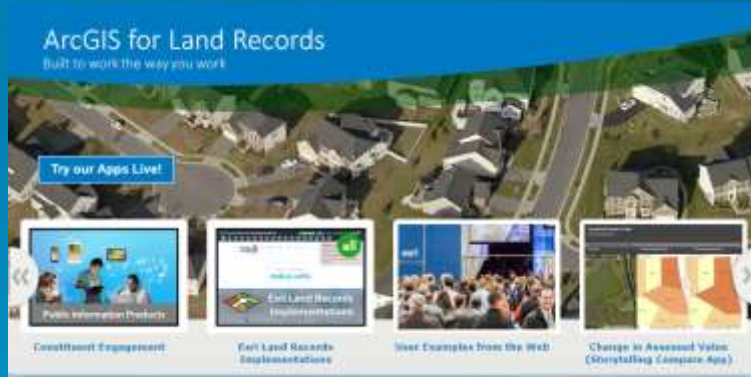 ArcGIS for Land Records
Built to work the way you work
Try our Apps Live!
Public Information Products
Esri Land Records
Implementations
esri
Constituent Engagement
Esri Land Records
Implementations
User Examples from the Web
Change in Assessed Value
(Storytelling Compare App)